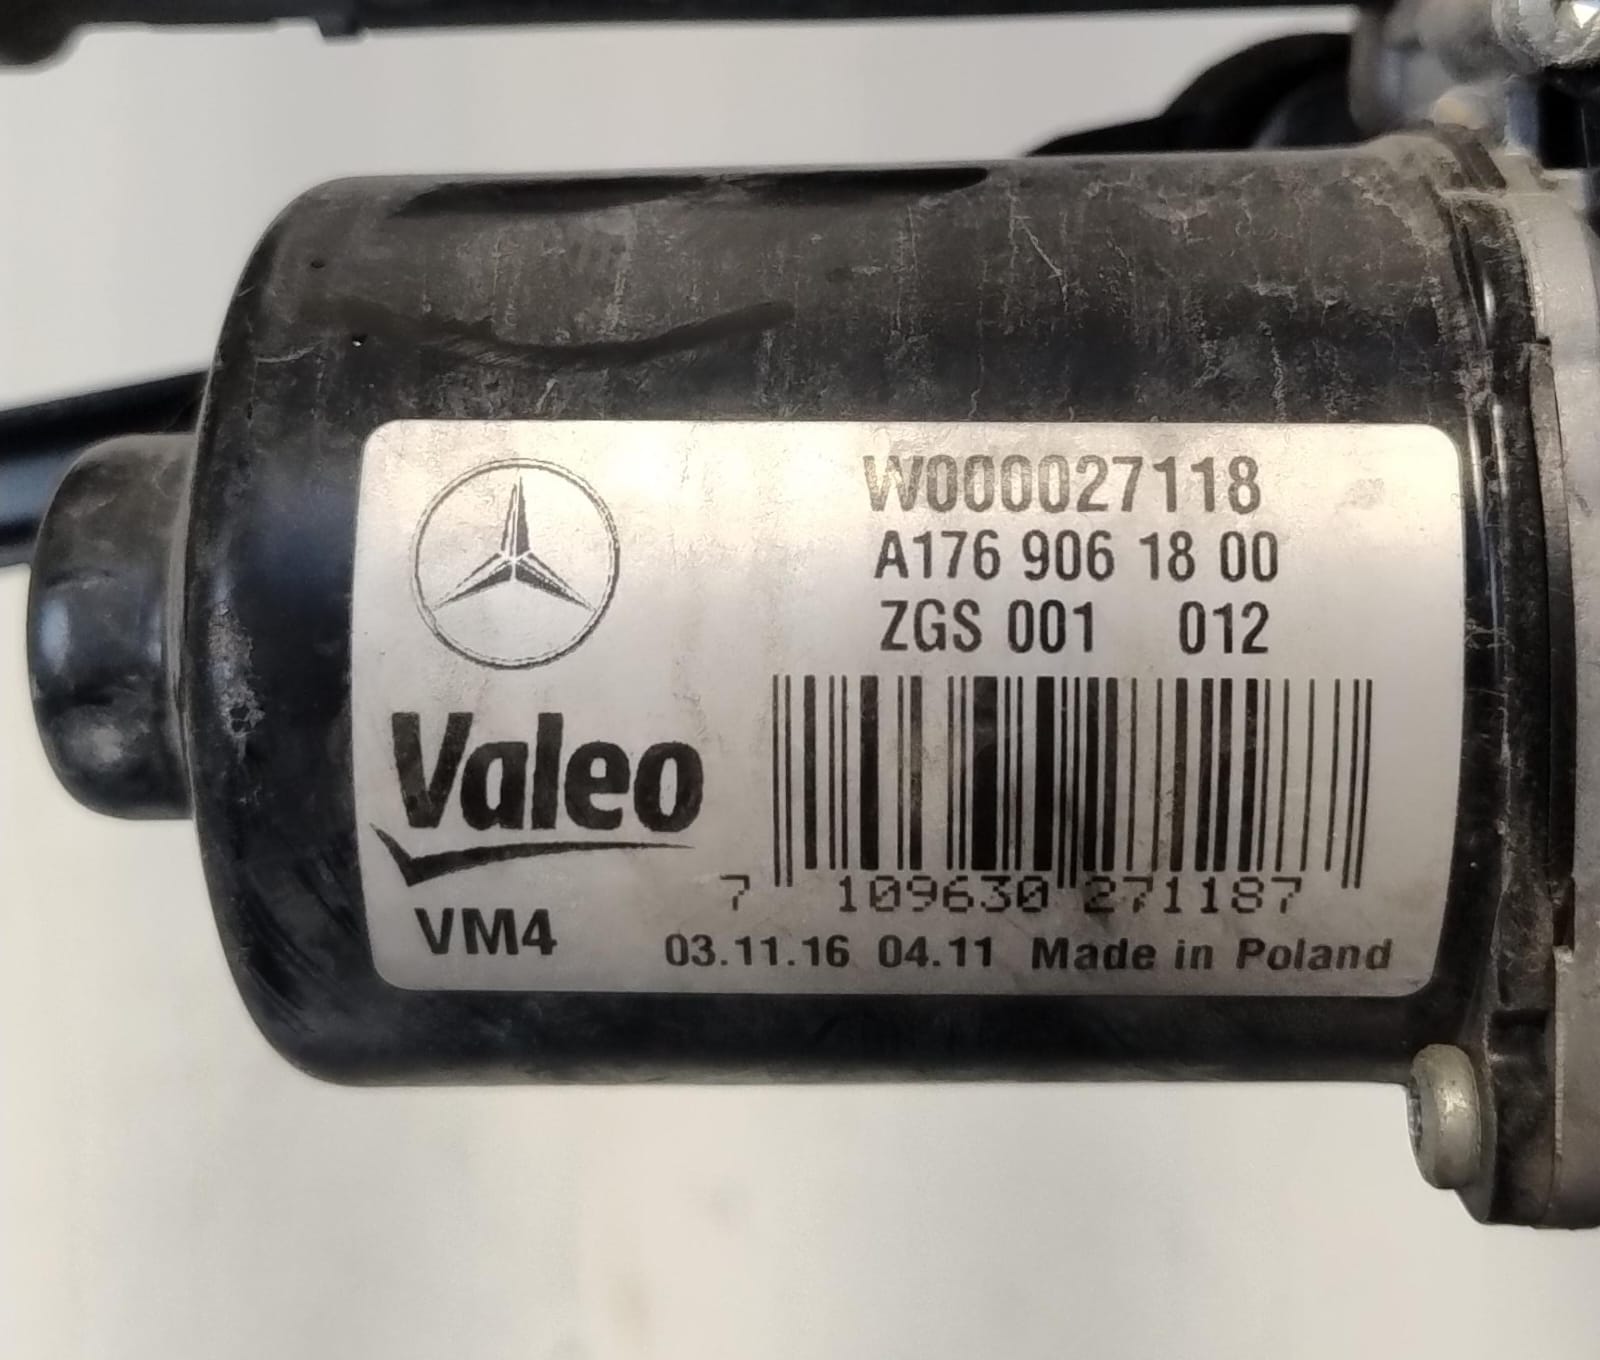 W000027118
A176 906 18 00
ZGS 001 012
Valeo
7 109630 271187
VM4
03.11.16 04.11 Made in Poland